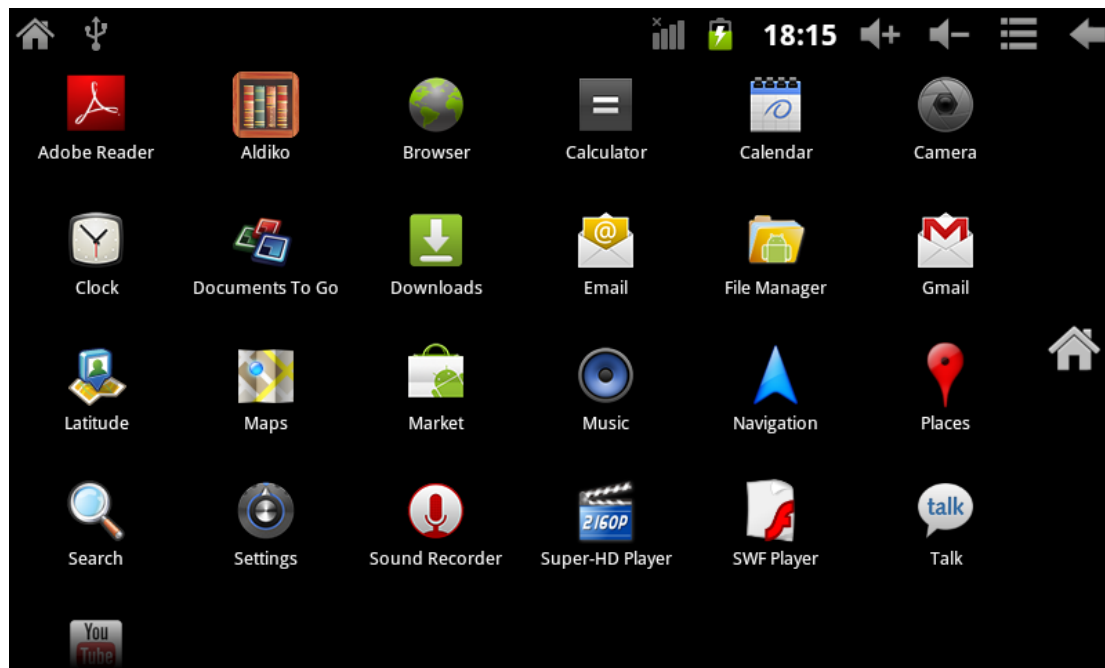 18:15
Adobe Reader Aldiko Browser Calculator Calendar Camera
Clock Documents To Go Downloads Email File Manager Gmail
Latitude Maps Market Music Navigation Places
2160P talk
Search Settings Sound Recorder Super-HD Player SWF Player Talk
You
Tube